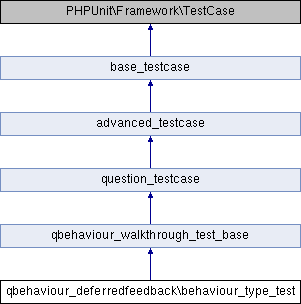 PHPUnit\Framework\TestCase
base_testcase
advanced_testcase
question_testcase
qbehaviour_walkthrough_test_base
qbehaviour_deferredfeedback\behaviour_type_test